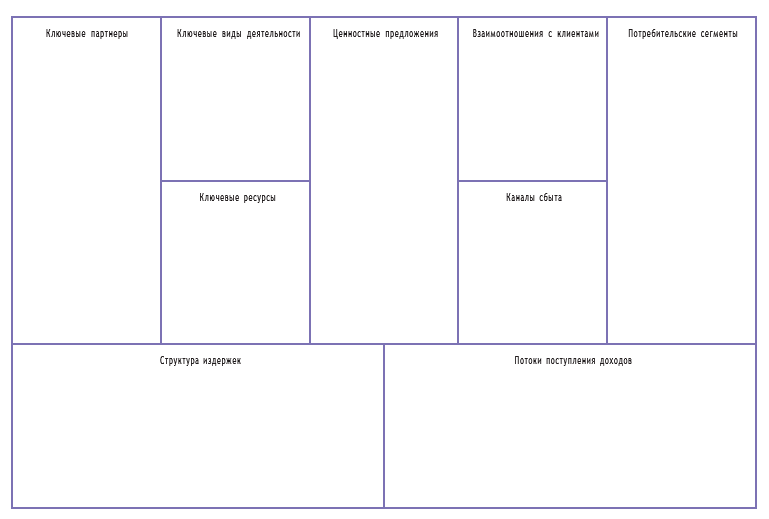 Ключевые партнеры
Ключевые виды деятельности
Ценностные предложения
Взаимоотношения с клиентами
Потребительские сегменты
Ключевые ресурсы
Каналы сбыта
Структура издержек
Потоки поступления доходов